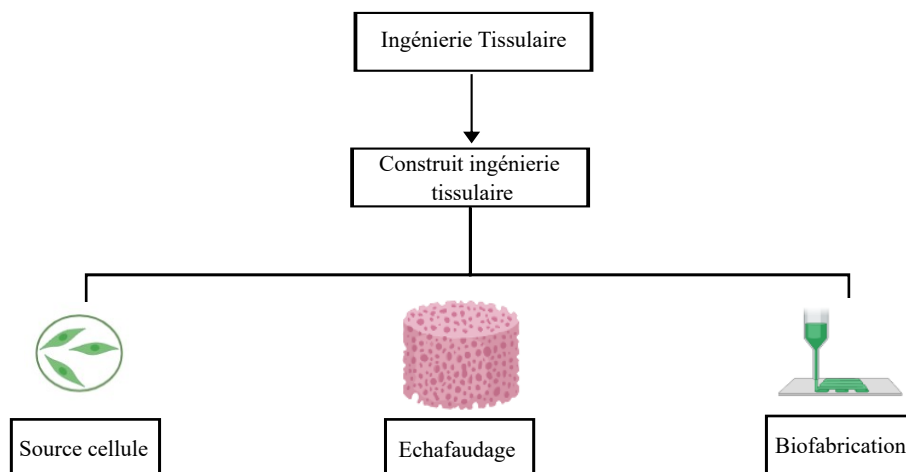 Ingénierie Tissulaire
Construit ingénierie
tissulaire
Source cellule
Echafaudage
Biofabrication